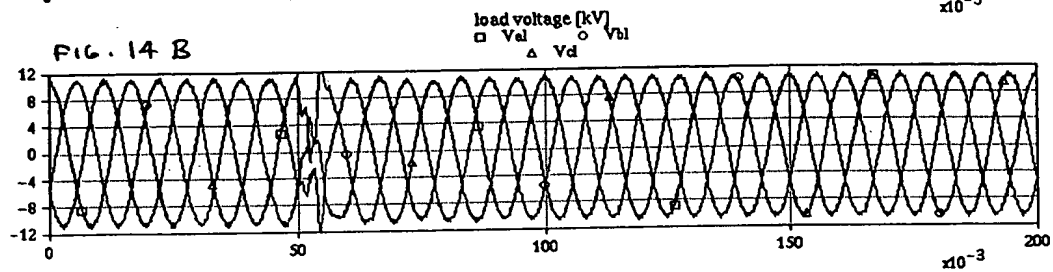 x10-3
load voltage [kV]
Val Vbl
Vcl
FIG. 14 B
12
8
4
0
-4
-8
-12
0 50 100 150 200
x10-3